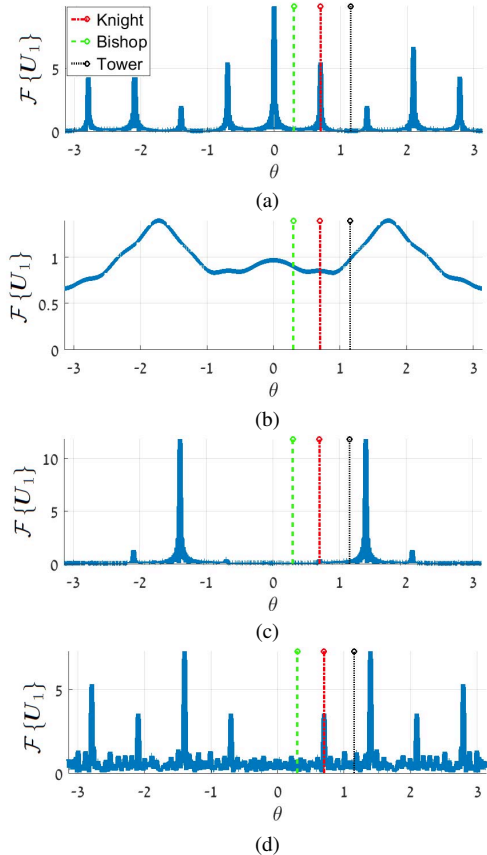 Knight
Bishop
Tower
5
0
-3 -2 -1 0 1 2 3
θ
ℱ{U₁}
(a)
1
0.5
0
-3 -2 -1 0 1 2 3
θ
ℱ{U₁}
(b)
10
5
0
-3 -2 -1 0 1 2 3
θ
ℱ{U₁}
(c)
5
0
-3 -2 -1 0 1 2 3
θ
ℱ{U₁}
(d)